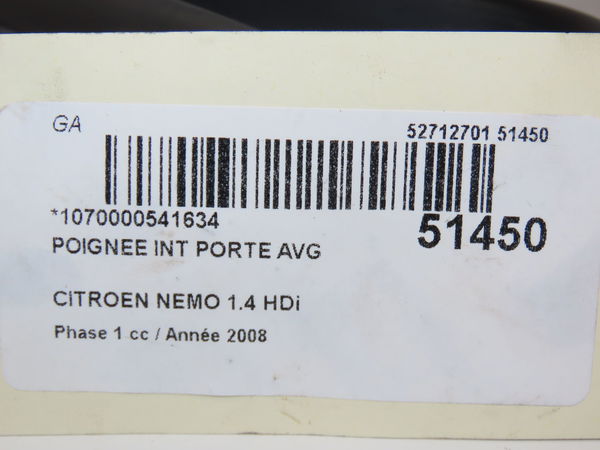 GA
52712701 51450
*1070000541634
51450
POIGNEE INT PORTE AVG
CITROEN NEMO 1.4 HDi
Phase 1 cc / Année 2008